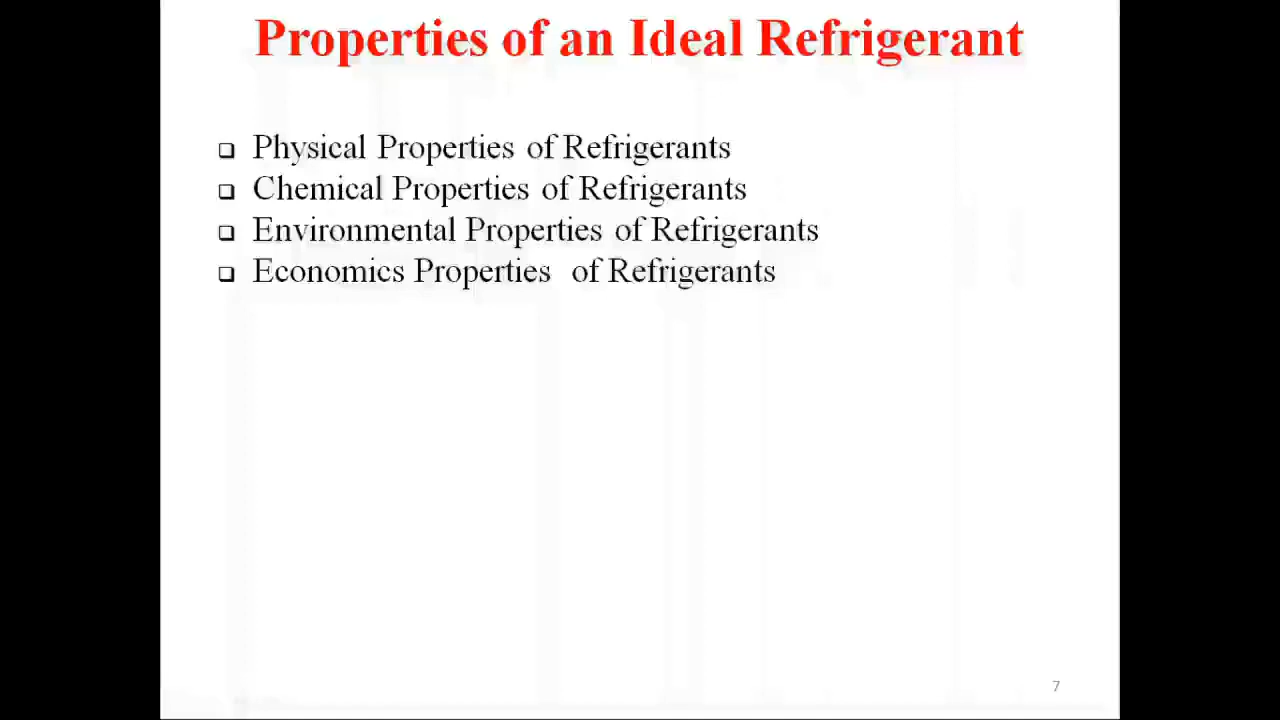 Properties of an Ideal Refrigerant
❑ Physical Properties of Refrigerants
❑ Chemical Properties of Refrigerants
❑ Environmental Properties of Refrigerants
❑ Economics Properties of Refrigerants
7